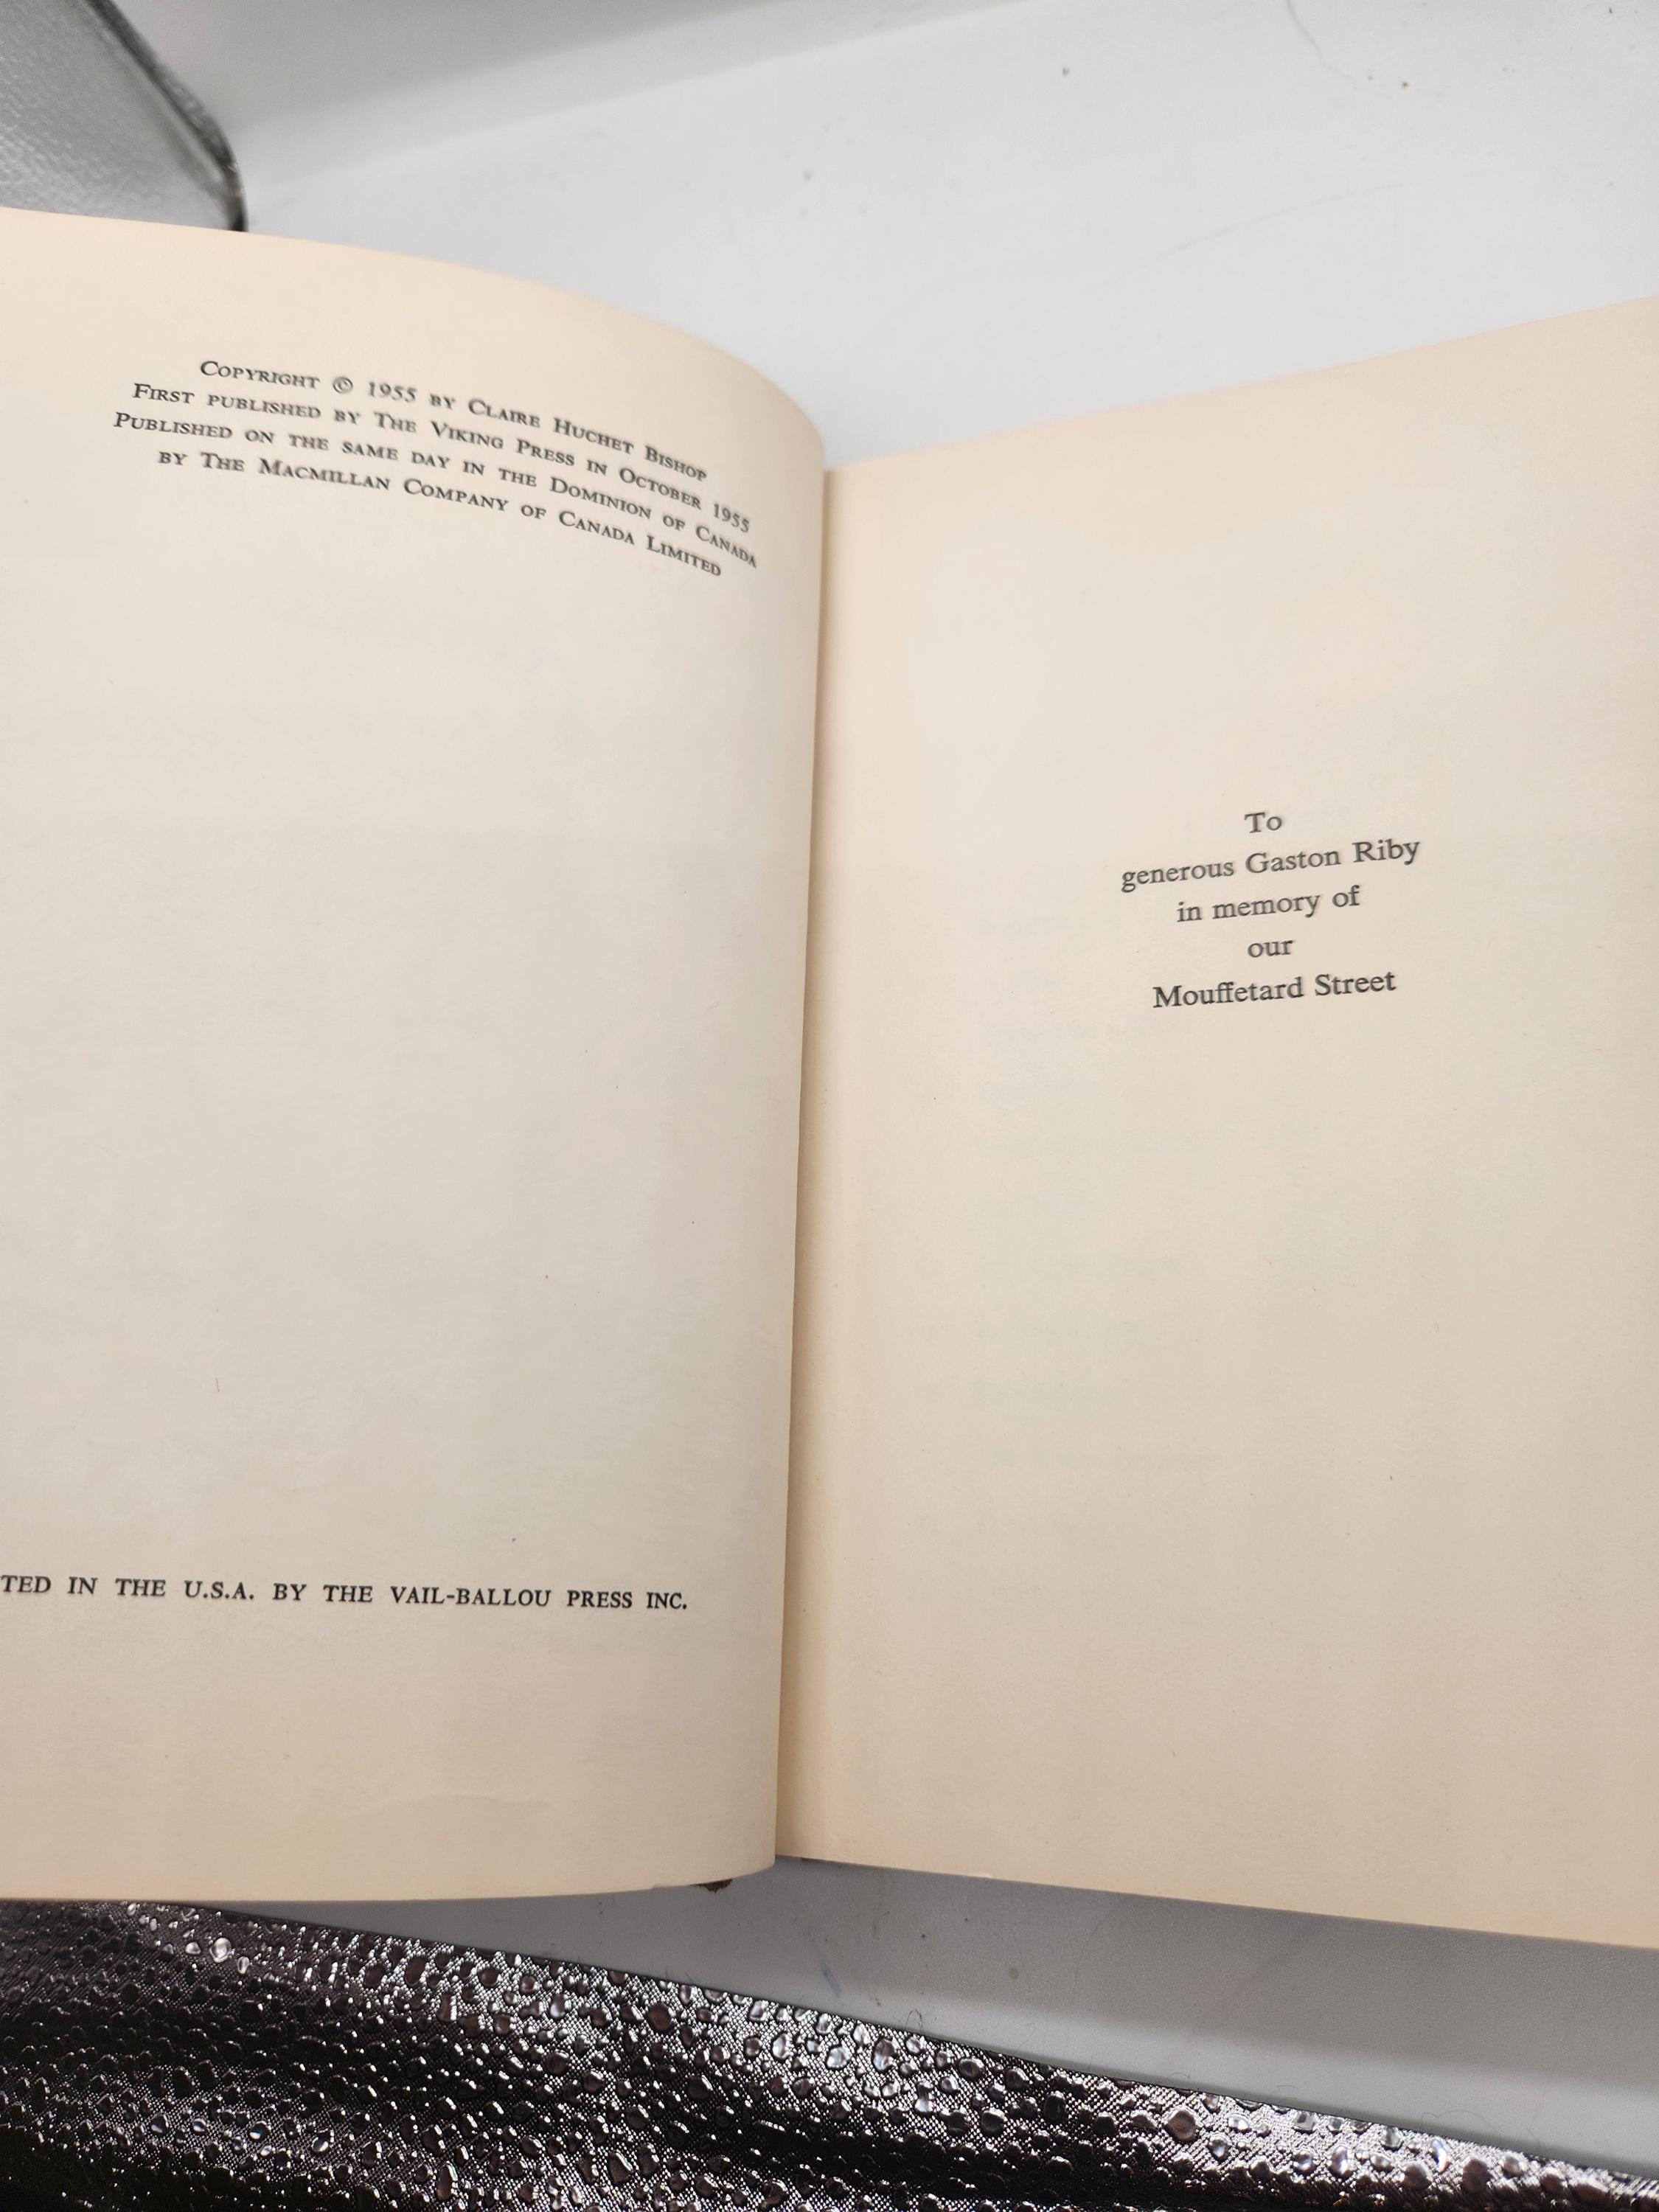 Copyright © 1955 by Claire Huchet Bishop
First published by The Viking Press in October 1955
Published on the same day in the Dominion of Canada
by The Macmillan Company of Canada Limited
TED IN THE U.S.A. BY THE VAIL-BALLOU PRESS INC.
To
generous Gaston Riby
in memory of
our
Mouffetard Street